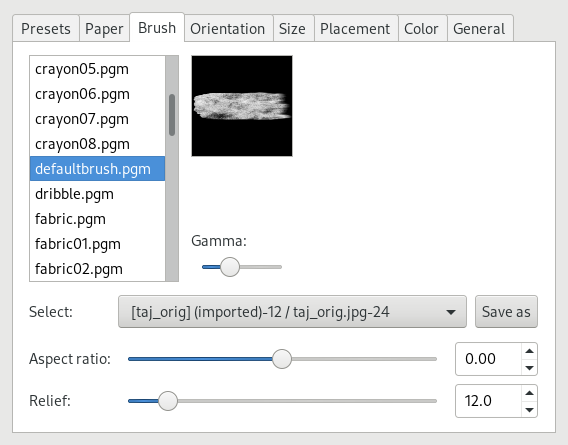 Presets Paper Brush Orientation Size Placement Color General
crayon05.pgm
crayon06.pgm
crayon07.pgm
crayon08.pgm
defaultbrush.pgm
dribble.pgm
fabric.pgm
fabric01.pgm
fabric02.pgm
Gamma:
Select: [taj_orig] (imported)-12 / taj_orig.jpg-24 Save as
Aspect ratio: 0.00
Relief: 12.0